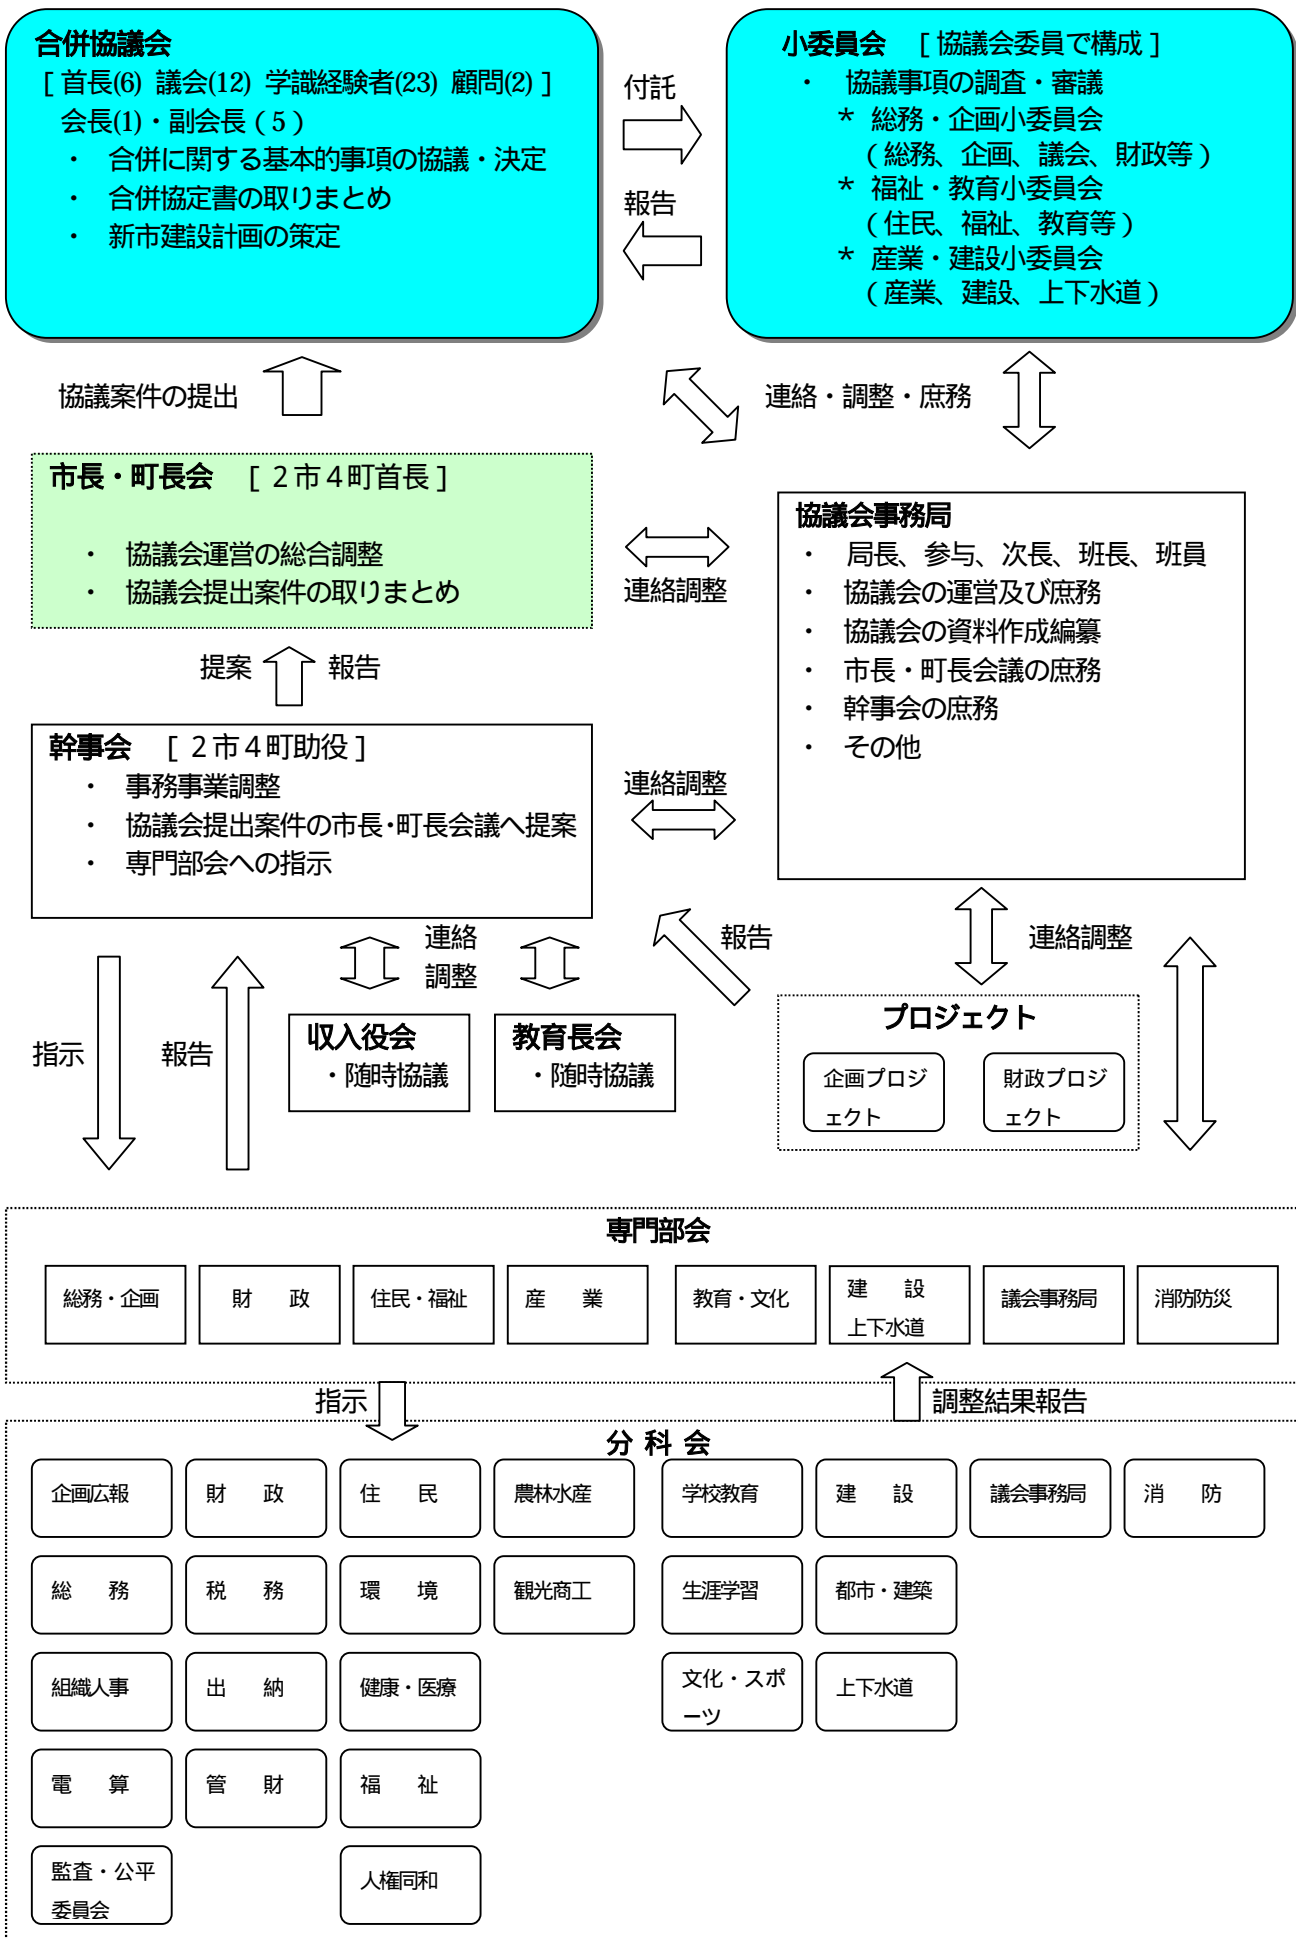 合併協議会
[ 首長(6) 議会(12) 学識経験者(23) 顧問(2) ]
会長(1)・副会長(5)
・ 合併に関する基本的事項の協議・決定
・ 合併協定書の取りまとめ
・ 新市建設計画の策定
付託
報告
小委員会 [ 協議会委員で構成 ]
・ 協議事項の調査・審議
* 総務・企画小委員会
(総務、企画、議会、財政等)
* 福祉・教育小委員会
(住民、福祉、教育等)
* 産業・建設小委員会
(産業、建設、上下水道)
協議案件の提出
連絡・調整・庶務
市長・町長会 [ 2市4町首長 ]
・ 協議会運営の総合調整
・ 協議会提出案件の取りまとめ
連絡調整
協議会事務局
・ 局長、参与、次長、班長、班員
・ 協議会の運営及び庶務
・ 協議会の資料作成編纂
・ 市長・町長会議の庶務
・ 幹事会の庶務
・ その他
提案 報告
幹事会 [ 2市4町助役 ]
・ 事務事業調整
・ 協議会提出案件の市長・町長会議へ提案
・ 専門部会への指示
連絡調整
連絡
調整
報告
連絡調整
指示
報告
収入役会
・随時協議
教育長会
・随時協議
プロジェクト
企画プロジ
ェクト
財政プロジ
ェクト
専門部会
総務・企画
財 政
住民・福祉
産 業
教育・文化
建 設
上下水道
議会事務局
消防防災
指示
調整結果報告
分 科 会
企画広報
財 政
住 民
農林水産
学校教育
建 設
議会事務局
消 防
総 務
税 務
環 境
観光商工
生涯学習
都市・建築
組織人事
出 納
健康・医療
文化・スポ
ーツ
上下水道
電 算
管 財
福 祉
監査・公平
委員会
人権同和